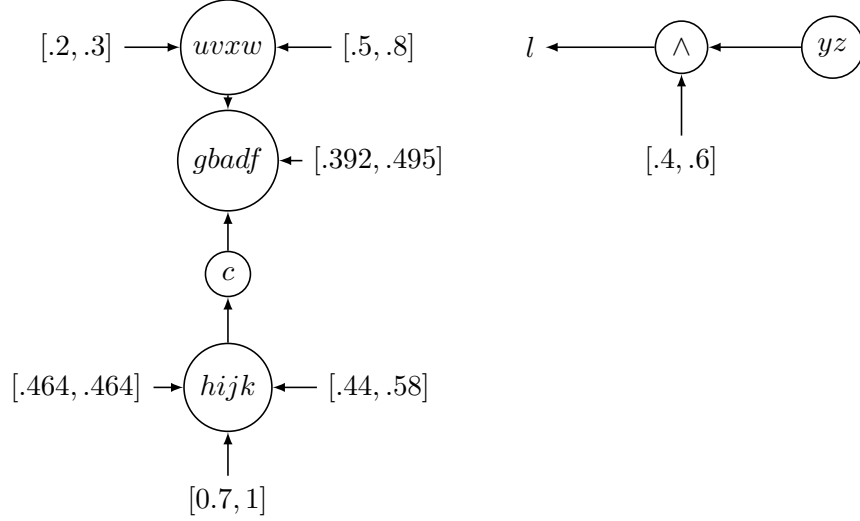 [.2, .3] uvxw [.5, .8] l ∧ yz
gbadf [.392, .495] [.4, .6]
c
[.464, .464] hijk [.44, .58]
[0.7, 1]